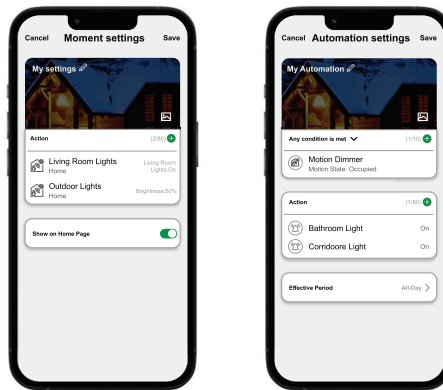 Cancel Moment settings Save
My settings
Action (2/80)
Living Room Lights
Home
Living Room
Lights:On
Outdoor Lights
Home
Brightness:50%
Show on Home Page
Cancel Automation settings Save
My Automation
Any condition is met (1/10)
Motion Dimmer
Motion State: Occupied
Action (1/80)
Bathroom Light On
Corridoore Light On
Effective Period All-Day